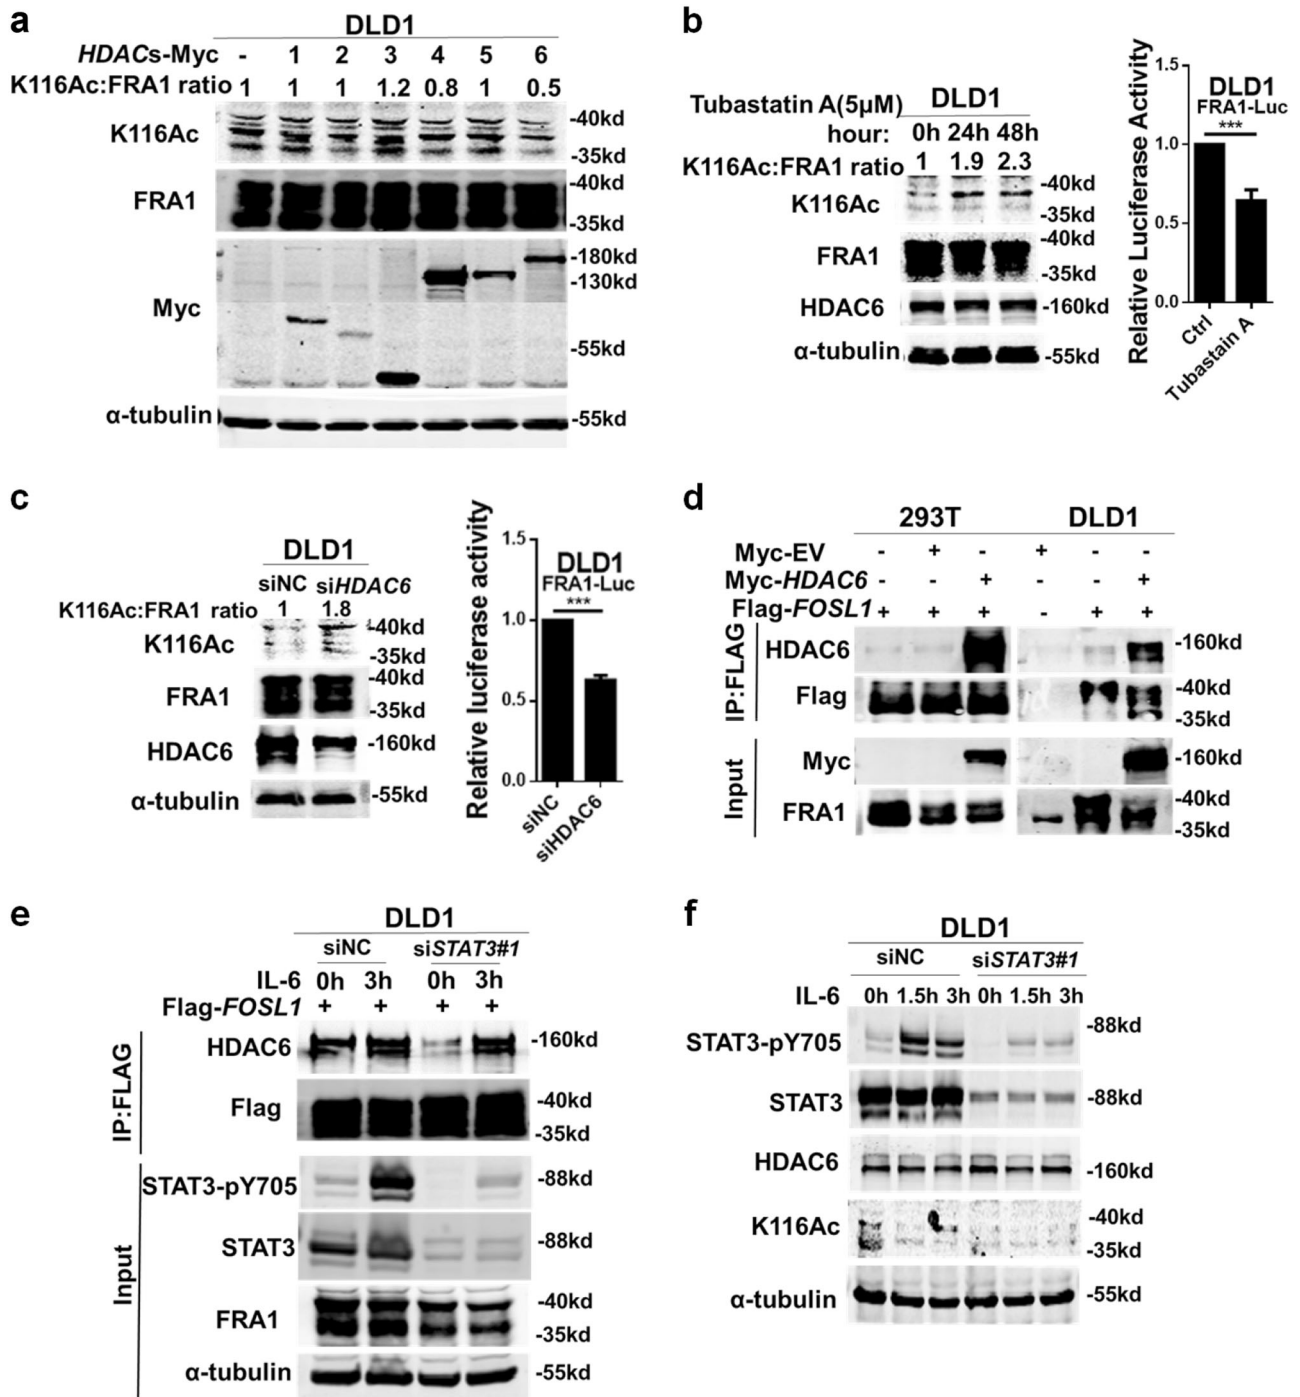 a
DLD1
HDACs-Myc - 1 2 3 4 5 6
K116Ac:FRA1 ratio 1 1 1 1.2 0.8 1 0.5
K116Ac
-40kd
-35kd
FRA1
-40kd
-35kd
Myc
-180kd
-130kd
-55kd
α-tubulin
-55kd
b
Tubastatin A(5μM) DLD1
hour: 0h 24h 48h
K116Ac:FRA1 ratio 1 1.9 2.3
K116Ac
-40kd
-35kd
FRA1
-40kd
-35kd
HDAC6
-160kd
α-tubulin
-55kd
Relative Luciferase Activity
1.5
1.0
0.5
0.0
DLD1
FRA1-Luc
***
Ctrl
Tubastain A
c
DLD1
siNC siHDAC6
K116Ac:FRA1 ratio 1 1.8
K116Ac
-40kd
-35kd
FRA1
-40kd
-35kd
HDAC6
-160kd
α-tubulin
-55kd
Relative luciferase activity
1.5
1.0
0.5
0.0
DLD1
FRA1-Luc
***
siNC
siHDAC6
d
293T DLD1
Myc-EV - + - + - -
Myc-HDAC6 - - + - - +
Flag-FOSL1 + + + - + +
IP:FLAG
HDAC6
-160kd
Flag
-40kd
-35kd
Input
Myc
-160kd
FRA1
-40kd
-35kd
e
DLD1
siNC siSTAT3#1
IL-6 0h 3h 0h 3h
Flag-FOSL1 + + + +
IP:FLAG
HDAC6
-160kd
Flag
-40kd
-35kd
Input
STAT3-pY705
-88kd
STAT3
-88kd
FRA1
-40kd
-35kd
α-tubulin
-55kd
f
DLD1
siNC siSTAT3#1
IL-6 0h 1.5h 3h 0h 1.5h 3h
STAT3-pY705
-88kd
STAT3
-88kd
HDAC6
-160kd
K116Ac
-40kd
-35kd
α-tubulin
-55kd